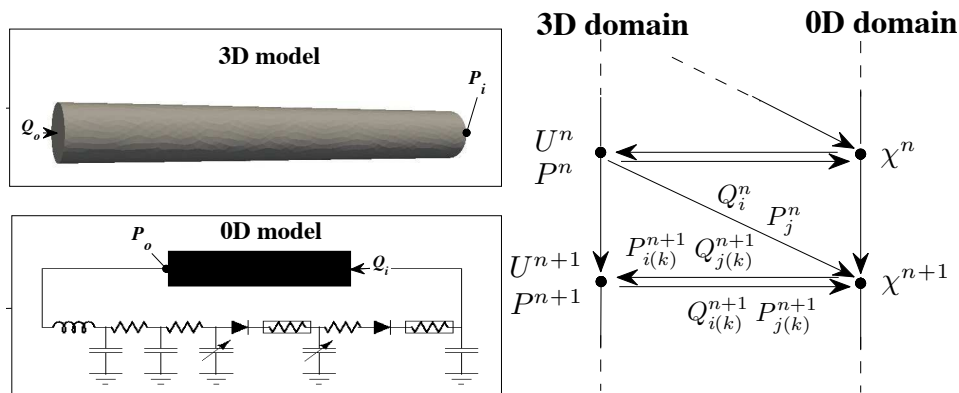 3D model
P_i
Q_o
0D model
P_o
Q_i
3D domain 0D domain
U^n
P^n
χ^n
Q_i^n
P_j^n
P_{i(k)}^{n+1} Q_{j(k)}^{n+1}
U^{n+1}
P^{n+1}
χ^{n+1}
Q_{i(k)}^{n+1} P_{j(k)}^{n+1}